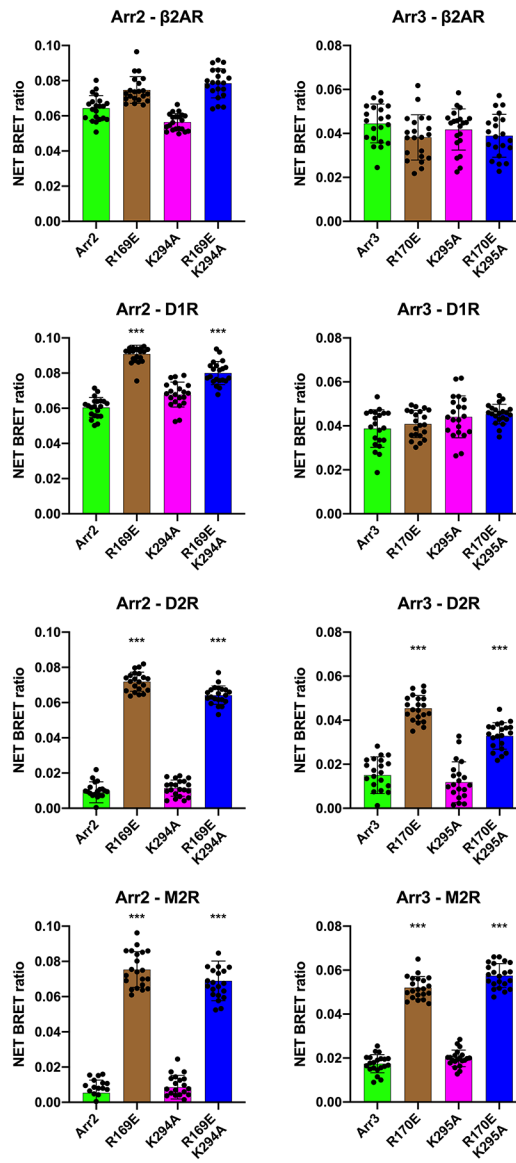 Arr2 - β2AR
NET BRET ratio
0.10
0.08
0.06
0.04
0.02
0.00
Arr2
R169E
K294A
R169E
K294A
Arr3 - β2AR
NET BRET ratio
0.08
0.06
0.04
0.02
0.00
Arr3
R170E
K295A
R170E
K295A
Arr2 - D1R
NET BRET ratio
0.10
0.08
0.06
0.04
0.02
0.00
***
***
Arr2
R169E
K294A
R169E
K294A
Arr3 - D1R
NET BRET ratio
0.08
0.06
0.04
0.02
0.00
Arr3
R170E
K295A
R170E
K295A
Arr2 - D2R
NET BRET ratio
0.10
0.08
0.06
0.04
0.02
0.00
***
***
Arr2
R169E
K294A
R169E
K294A
Arr3 - D2R
NET BRET ratio
0.08
0.06
0.04
0.02
0.00
***
***
Arr3
R170E
K295A
R170E
K295A
Arr2 - M2R
NET BRET ratio
0.10
0.08
0.06
0.04
0.02
0.00
***
***
Arr2
R169E
K294A
R169E
K294A
Arr3 - M2R
NET BRET ratio
0.08
0.06
0.04
0.02
0.00
***
***
Arr3
R170E
K295A
R170E
K295A